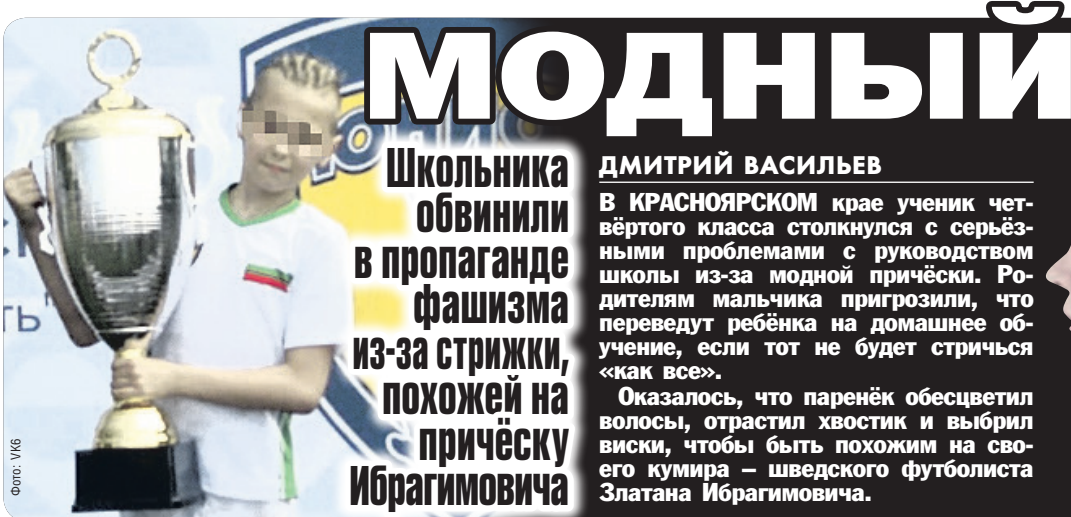 МОДНЫЙ
Школьника
обвинили
в пропаганде
фашизма
из-за стрижки,
похожей на
причёску
Ибрагимовича
ДМИТРИЙ ВАСИЛЬЕВ
В КРАСНОЯРСКОМ крае ученик чет-
вёртого класса столкнулся с серьёз-
ными проблемами с руководством
школы из-за модной причёски. Ро-
дителям мальчика пригрозили, что
переведут ребёнка на домашнее об-
учение, если тот не будет стричься
«как все».
Оказалось, что паренёк обесцветил
волосы, отрастил хвостик и выбрил
виски, чтобы быть похожим на сво-
его кумира – шведского футболиста
Златана Ибрагимовича.
Фото: VK6
ТЬ"